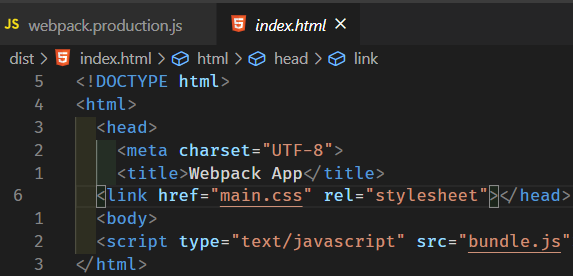 JS webpack.production.js index.html ×
dist > index.html > html > head > link
5 <!DOCTYPE html>
4 <html>
3 <head>
2 <meta charset="UTF-8">
1 <title>Webpack App</title>
6 <link href="main.css" rel="stylesheet"></head>
1 <body>
2 <script type="text/javascript" src="bundle.js"
3 </html>